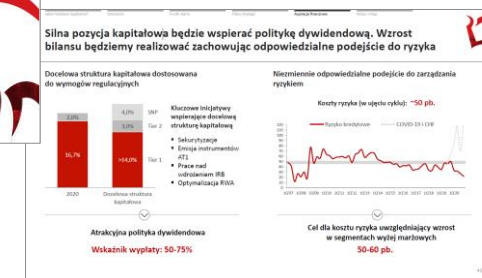 Silna pozycja kapitałowa będzie wspierać politykę dywidendową. Wzrost
bilansu będziemy realizować zachowując odpowiedzialne podejście do ryzyka
Docelowa struktura kapitałowa dostosowana
do wymogów regulacyjnych
4,0% SNP
3,0% Tier 2
16,7%
>14,0% Tier 1
2020
Docelowa struktura
kapitałowa
Kluczowe inicjatywy
wspierające docelową
strukturę kapitałową
Sekurytyzacje
Emisja instrumentów
AT1
Prace nad
wdrożeniem IRB
Optymalizacja RWA
Atrakcyjna polityka dywidendowa
Wskaźnik wypłaty: 50-75%
Niezmiennie odpowiedzialne podejście do zarządzania
ryzykiem
Koszty ryzyka (w ujęciu cyklu): ~50 pb.
Ryzyko kredytowe
COVID-19 i CHF
Cel dla kosztu ryzyka uwzględniający wzrost
w segmentach wyżej marżowych
50-60 pb.